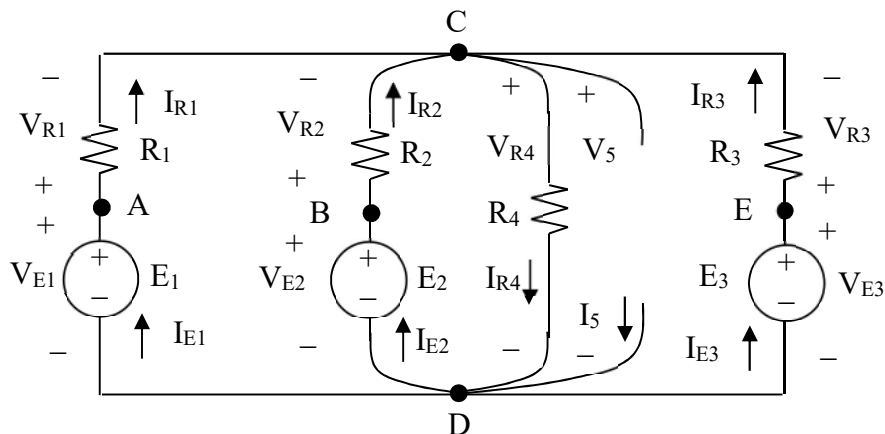 C
− − + + −
I_R1 I_R2 I_R3
V_R1 V_R2 V_R4 V_5 V_R3
R_1 R_2 R_3
+ + +
A B R_4 E
+ + +
+ + +
V_E1 E_1 V_E2 E_2 I_R4 E_3 V_E3
− − −
I_5
I_E1 I_E2 I_E3
− − − − −
D